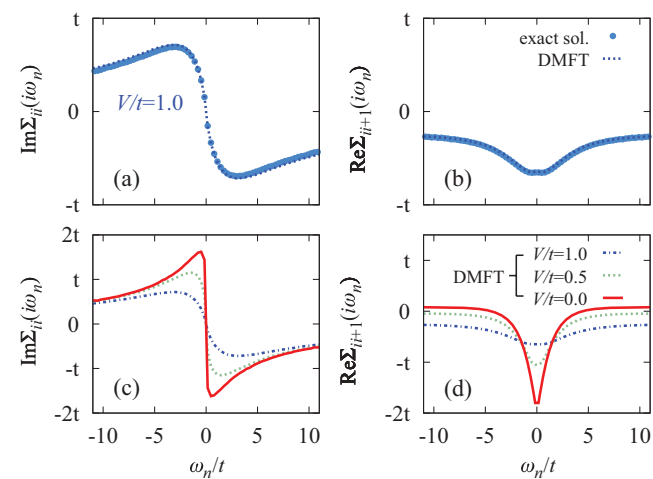 t
0
-t
ImΣii(iωn)
V/t=1.0
(a)
t
0
-t
ReΣii+1(iωn)
exact sol.
DMFT
(b)
2t
t
0
-t
-2t
ImΣii(iωn)
(c)
-10 -5 0 5 10
ωn/t
t
0
-t
-2t
ReΣii+1(iωn)
DMFT
V/t=1.0
V/t=0.5
V/t=0.0
(d)
-10 -5 0 5 10
ωn/t